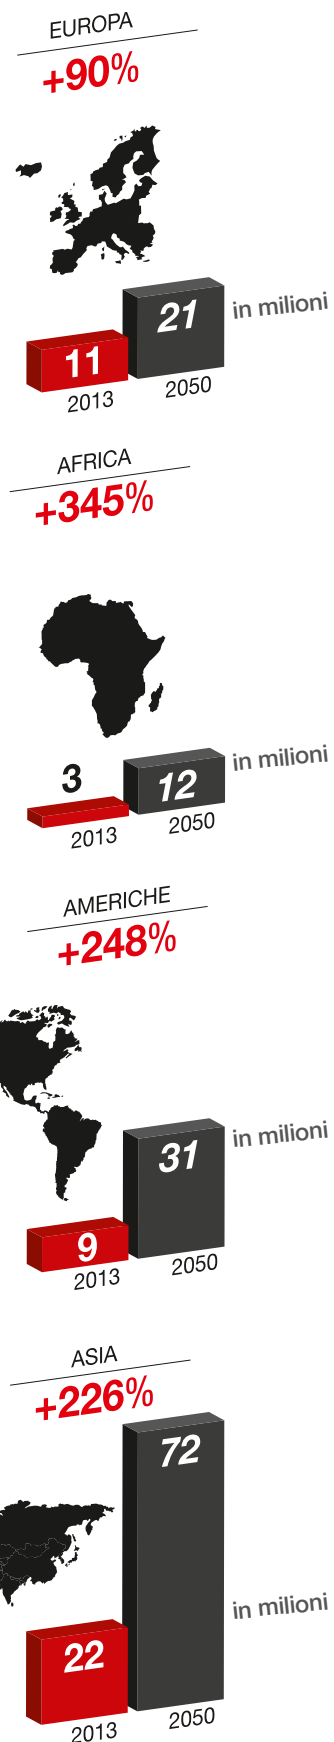 EUROPA
+90%
21
in milioni
11
2013
2050
AFRICA
+345%
3
12
in milioni
2013
2050
AMERICHE
+248%
31
in milioni
9
2013
2050
ASIA
+226%
72
in milioni
22
2013
2050